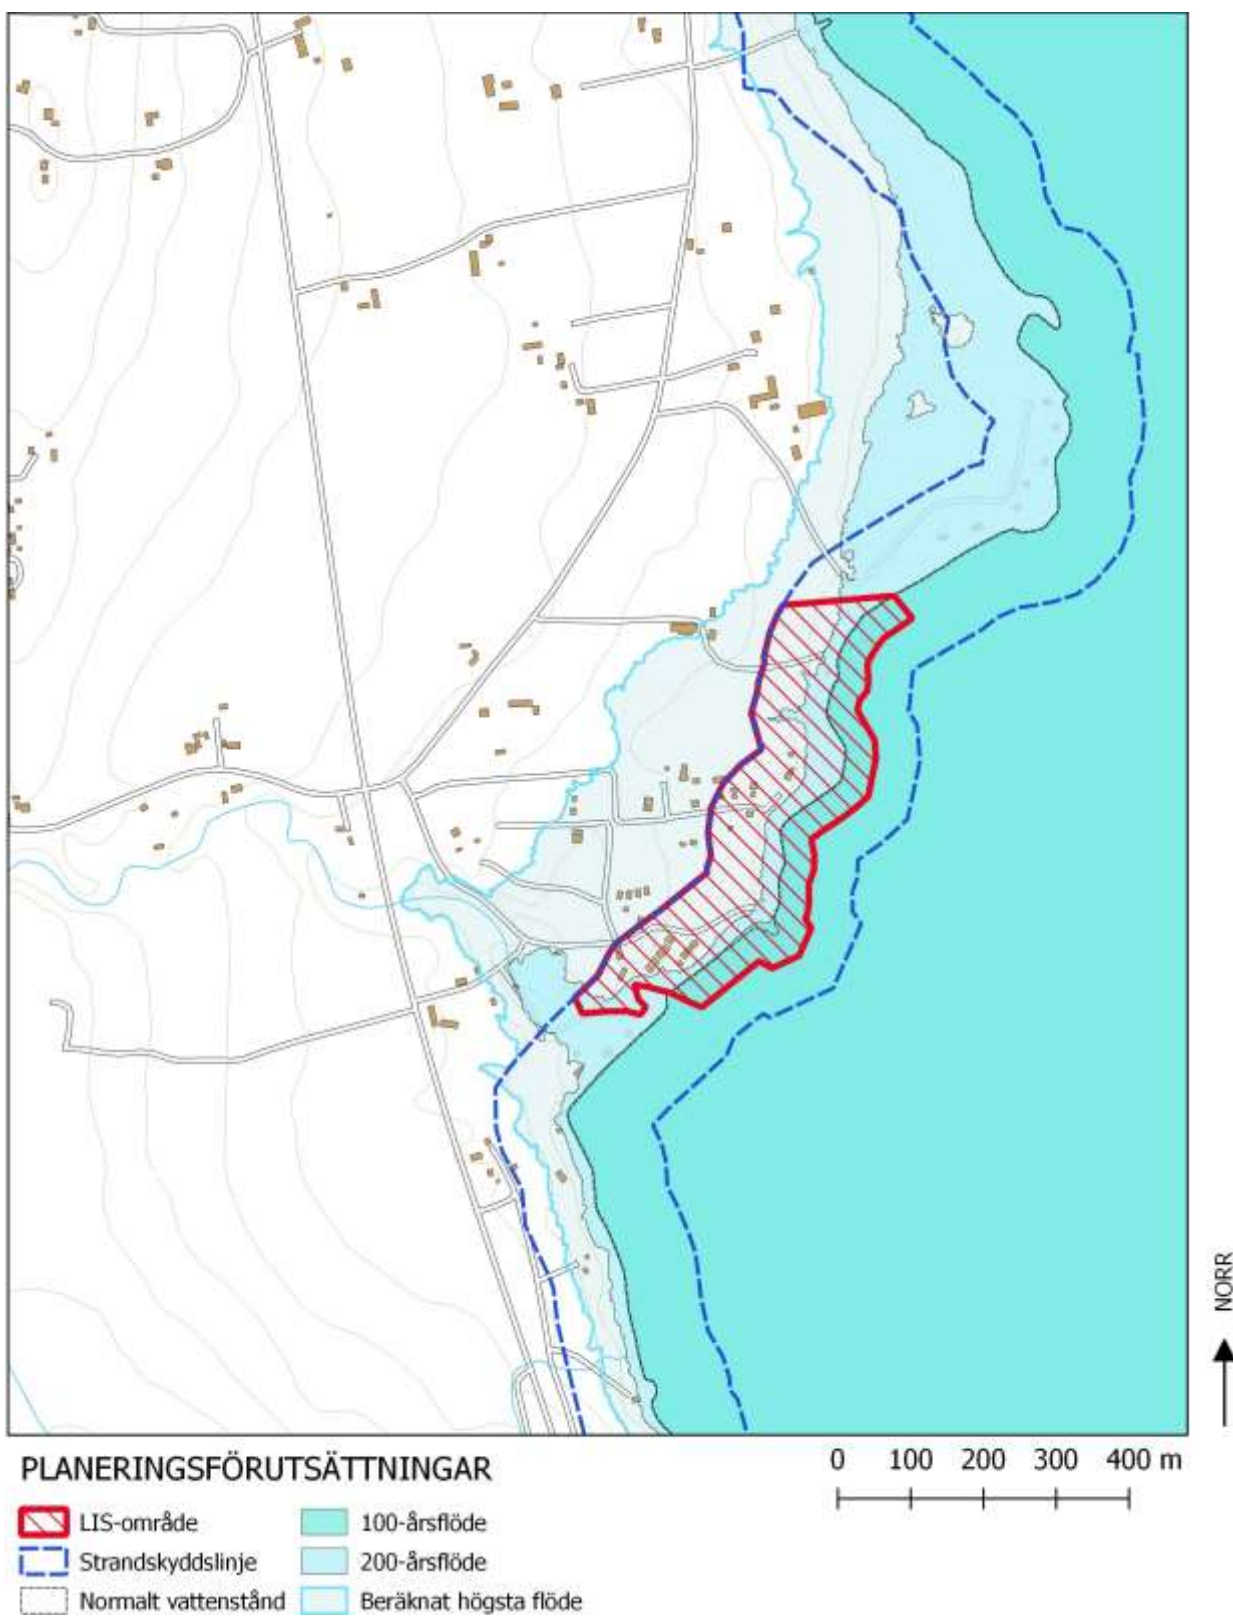 NORR
PLANERINGSFÖRUTSÄTTNINGAR
0 100 200 300 400 m
LIS-område
Strandskyddslinje
Normalt vattenstånd
100-årsflöde
200-årsflöde
Beräknat högsta flöde